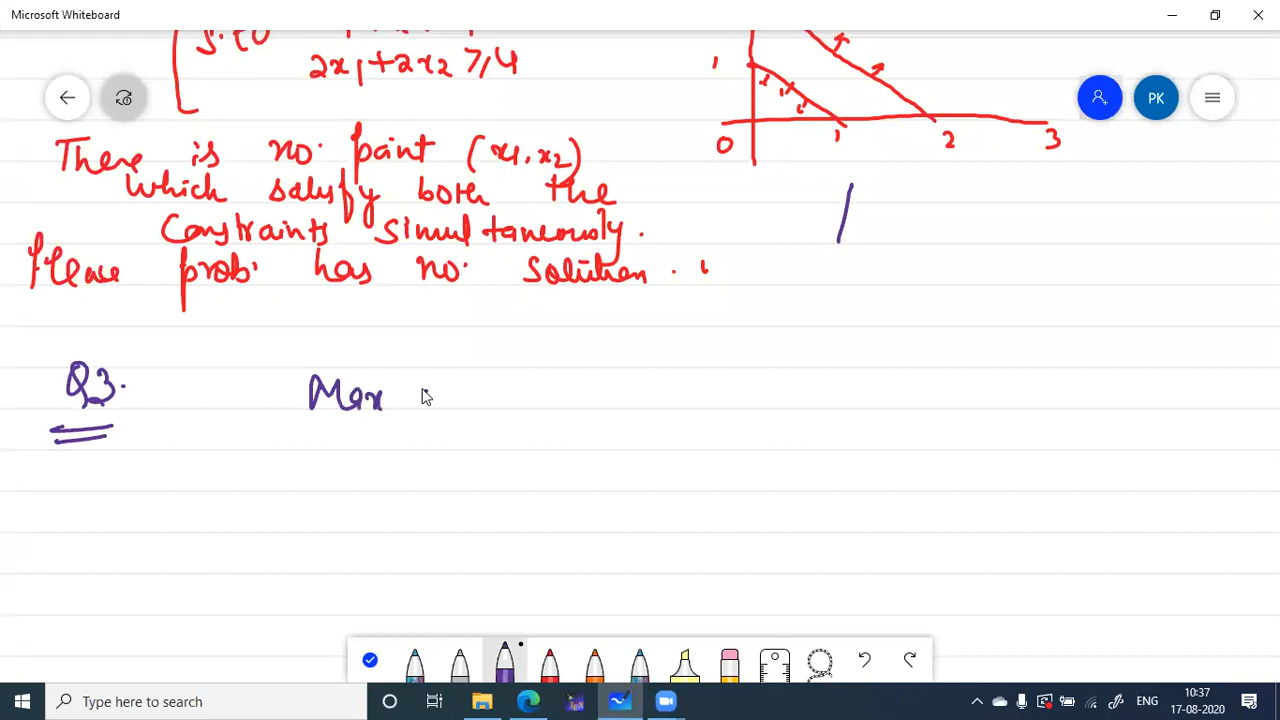 Microsoft Whiteboard
2x1 + 2x2 ≥ 4
1
0 1 2 3
PK
There is no. point (x1, x2)
which satisfy both the
Constraints simultaneously.
prob. has no. solution.
Q3. Max
Type here to search
ENG
10:37
17-08-2020